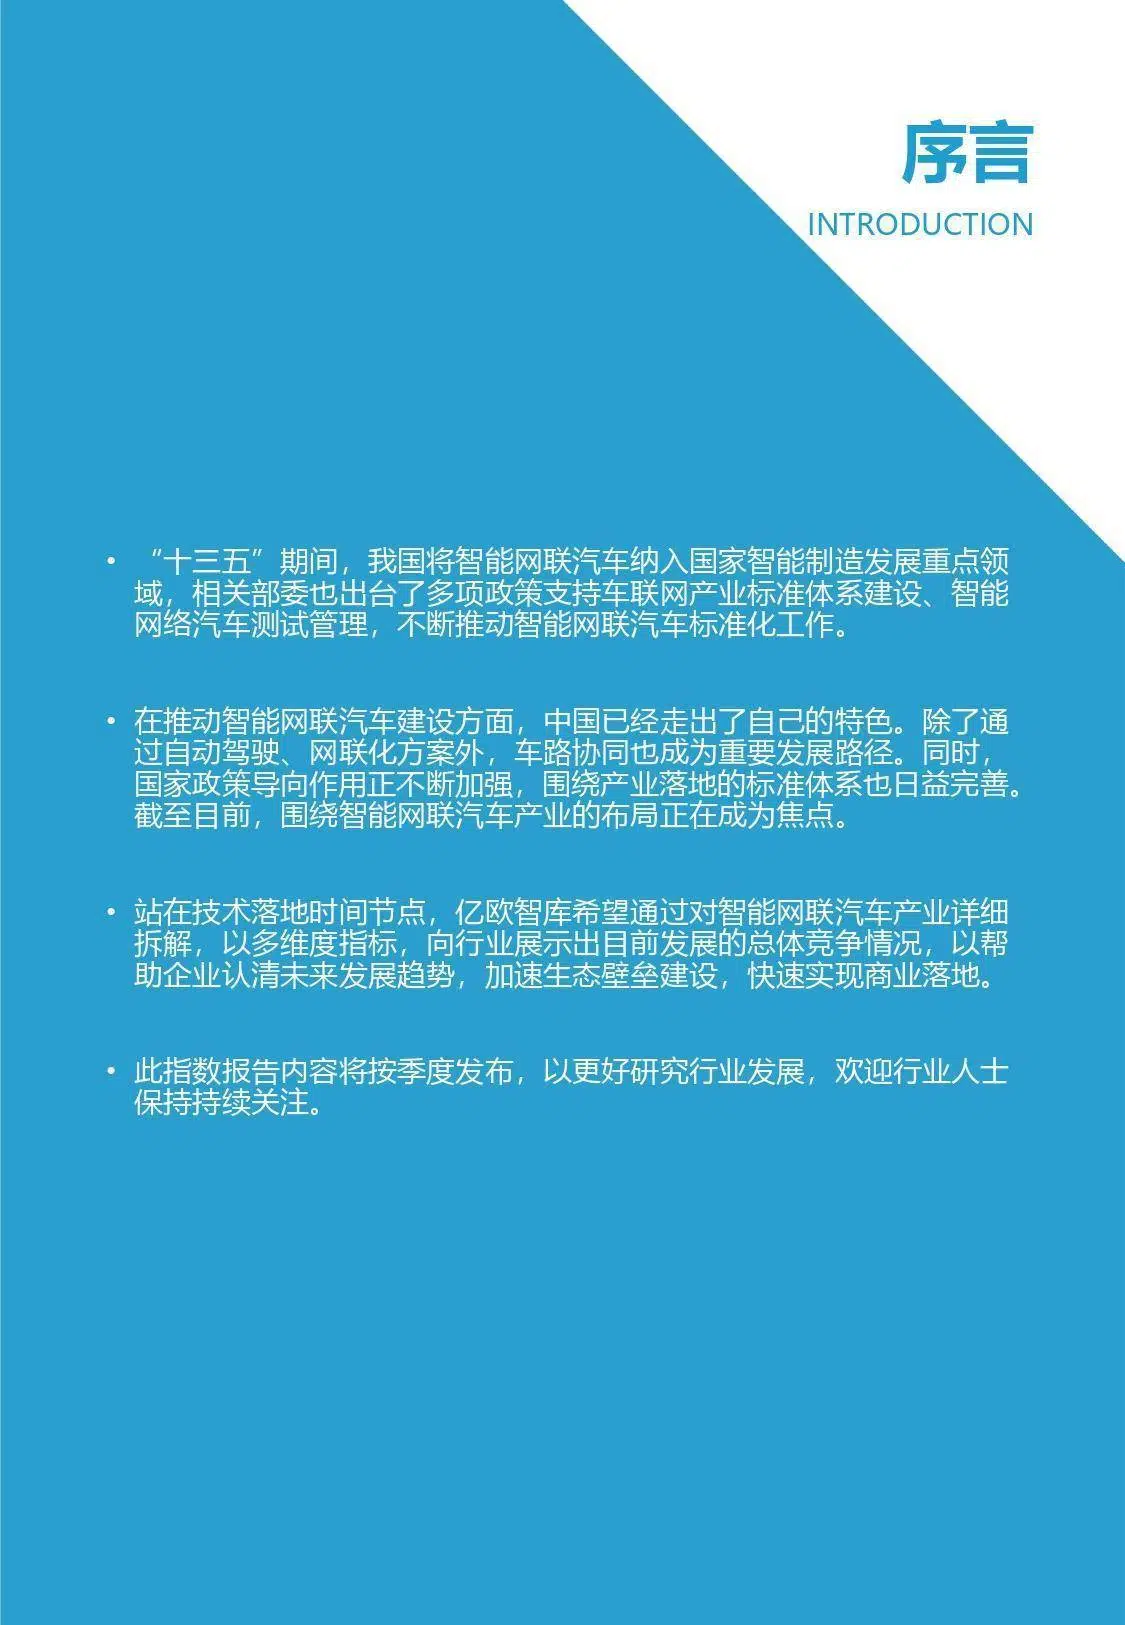 序言
INTRODUCTION
• “十三五”期间，我国将智能网联汽车纳入国家智能制造发展重点领
域，相关部委也出台了多项政策支持车联网产业标准体系建设、智能
网络汽车测试管理，不断推动智能网联汽车标准化工作。
• 在推动智能网联汽车建设方面，中国已经走出了自己的特色。除了通
过自动驾驶、网联化方案外，车路协同也成为重要发展路径。同时，
国家政策导向作用正不断加强，围绕产业落地的标准体系也日益完善。
截至目前，围绕智能网联汽车产业的布局正在成为焦点。
• 站在技术落地时间节点，亿欧智库希望通过对智能网联汽车产业详细
拆解，以多维度指标，向行业展示出目前发展的总体竞争情况，以帮
助企业认清未来发展趋势，加速生态壁垒建设，快速实现商业落地。
• 此指数报告内容将按季度发布，以更好研究行业发展，欢迎行业人士
保持持续关注。